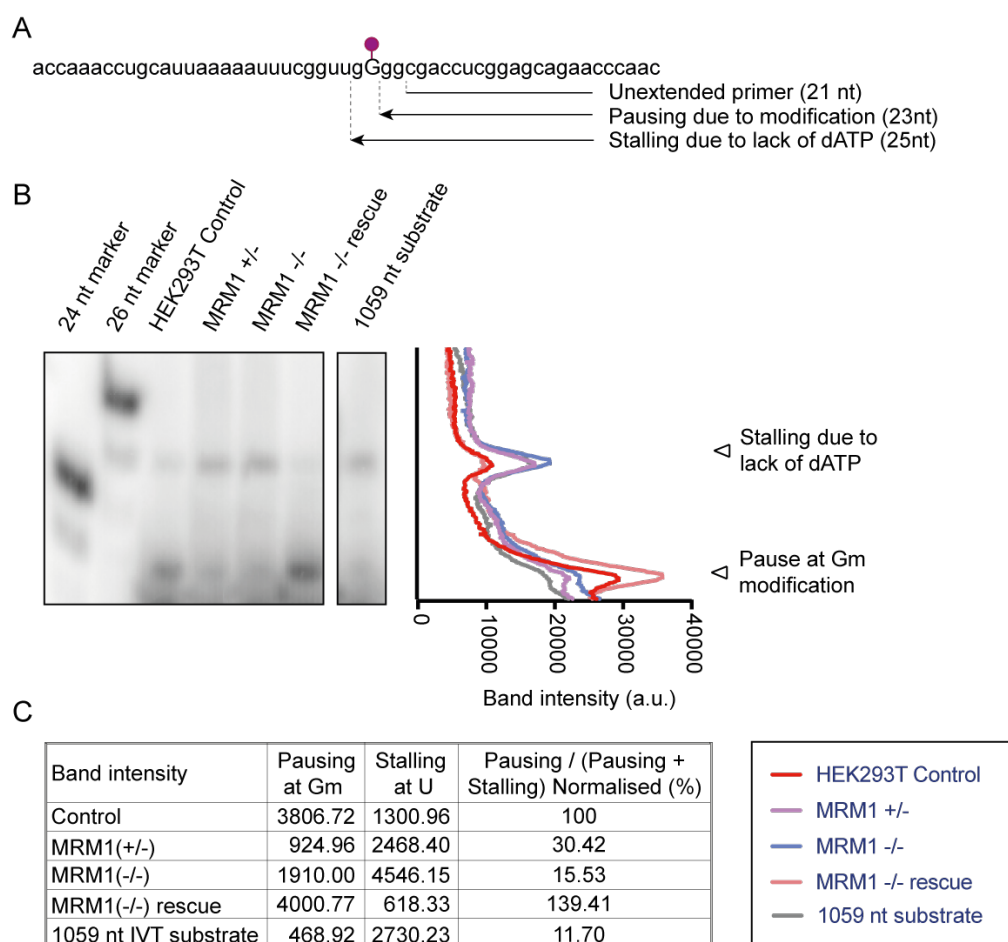 A
accaaaccugcauuaaaaauuucgguugGggcgaccucggagcagaacccaac
Unextended primer (21 nt)
Pausing due to modification (23nt)
Stalling due to lack of dATP (25nt)
B
24 nt marker
26 nt marker
HEK293T Control
MRM1 +/-
MRM1 -/-
MRM1 -/- rescue
1059 nt substrate
Stalling due to
lack of dATP
Pause at Gm
modification
0
10000
20000
30000
40000
Band intensity (a.u.)
C
Band intensity
Pausing
at Gm
Stalling
at U
Pausing / (Pausing +
Stalling) Normalised (%)
Control 3806.72 1300.96 100
MRM1(+/-) 924.96 2468.40 30.42
MRM1(-/-) 1910.00 4546.15 15.53
MRM1(-/-) rescue 4000.77 618.33 139.41
1059 nt IVT substrate 468.92 2730.23 11.70
HEK293T Control
MRM1 +/-
MRM1 -/-
MRM1 -/- rescue
1059 nt substrate